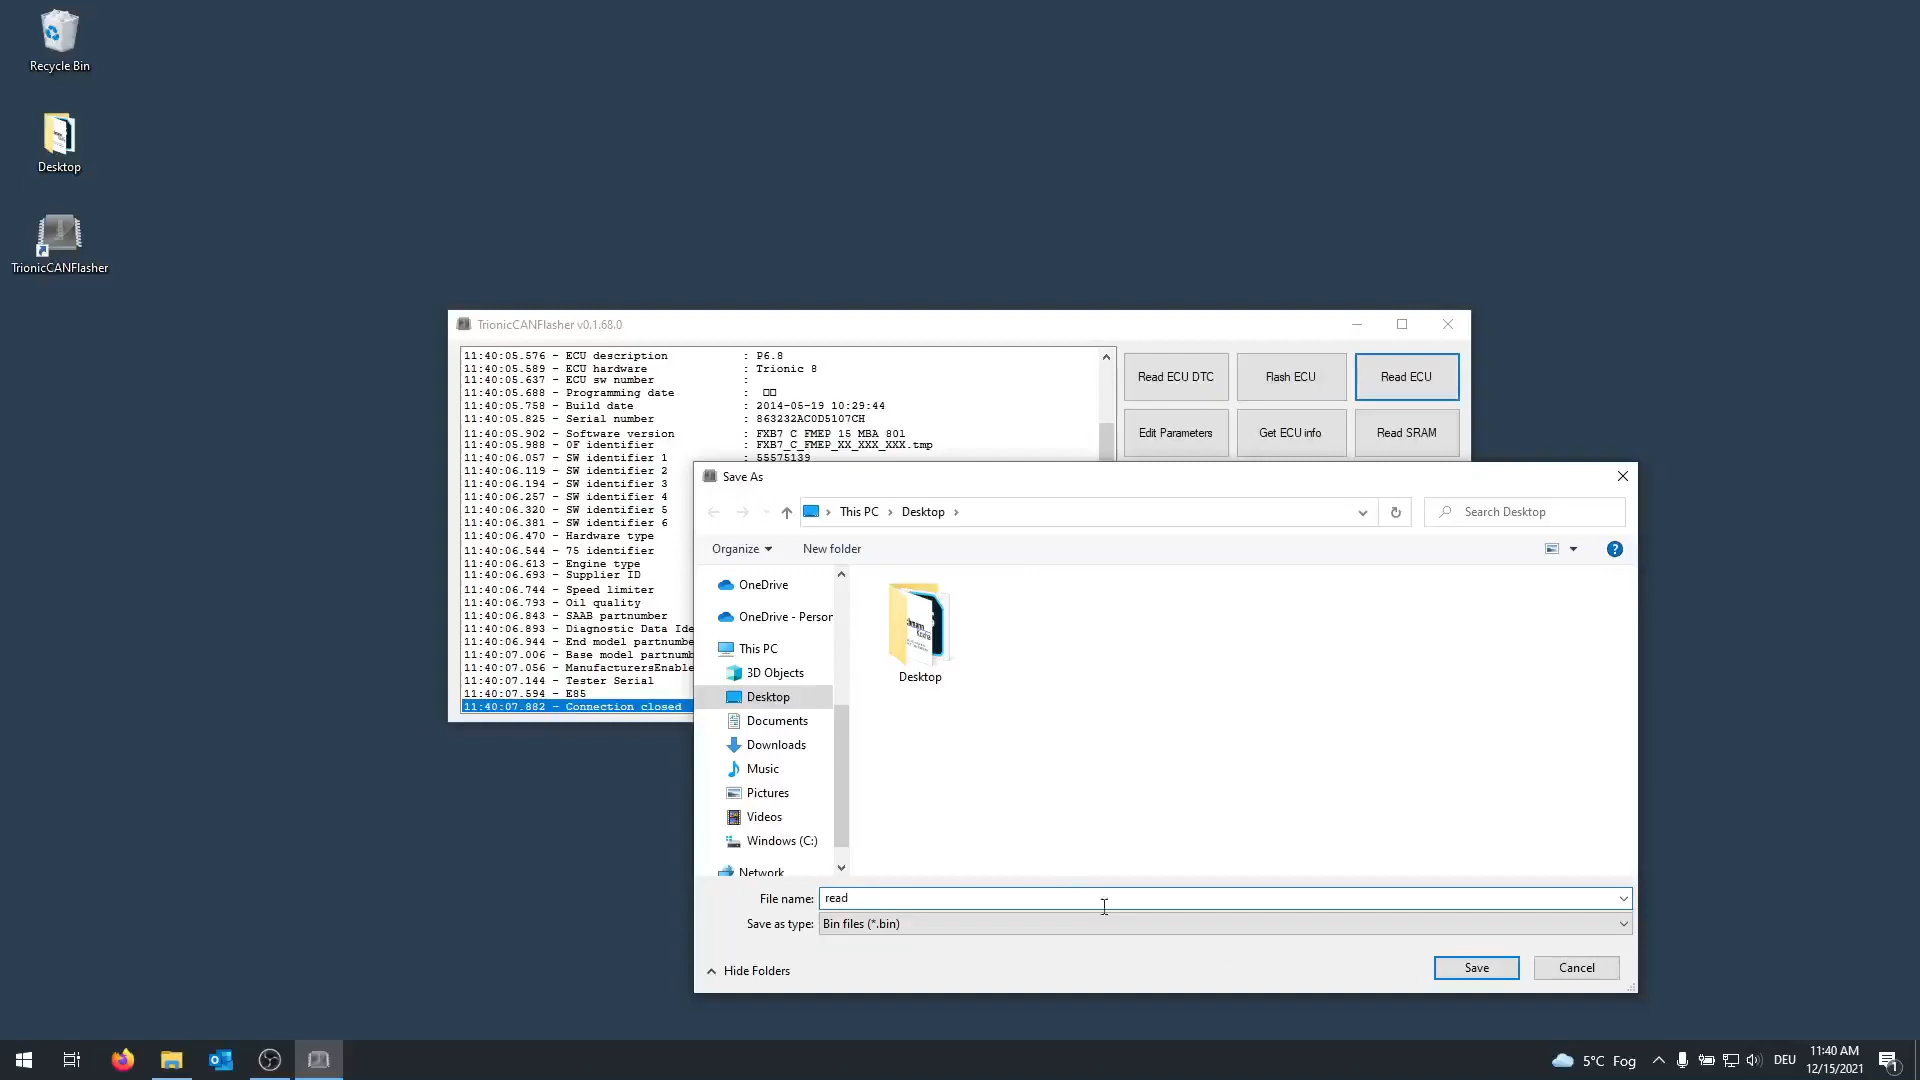 Recycle Bin
Desktop
TrionicCANFlasher
TrionicCANFlasher v0.1.68.0
11:40:05.576 - ECU description : P6.8
11:40:05.589 - ECU hardware : Trionic 8
11:40:05.637 - ECU sw number :
11:40:05.688 - Programming date : □□
11:40:05.758 - Build date : 2014-05-19 10:29:44
11:40:05.825 - Serial number : 863232AC0D5107CH
11:40:05.902 - Software version : FXB7_C_FMEP_15_MBA_801
11:40:05.988 - 0F identifier : FXB7_C_FMEP_XX_XXX_XXX.tmp
11:40:06.057 - SW identifier 1 : 55575139
11:40:06.119 - SW identifier 2
11:40:06.194 - SW identifier 3
11:40:06.257 - SW identifier 4
11:40:06.320 - SW identifier 5
11:40:06.381 - SW identifier 6
11:40:06.470 - Hardware type
11:40:06.544 - 75 identifier
11:40:06.613 - Engine type
11:40:06.693 - Supplier ID
11:40:06.744 - Speed limiter
11:40:06.793 - Oil quality
11:40:06.843 - SAAB partnumber
11:40:06.893 - Diagnostic Data Ide
11:40:06.944 - End model partnumbe
11:40:07.006 - Base model partnumb
11:40:07.056 - ManufacturersEnable
11:40:07.144 - Tester Serial
11:40:07.594 - E85
11:40:07.882 - Connection closed
Read ECU DTC
Flash ECU
Read ECU
Edit Parameters
Get ECU info
Read SRAM
Save As
This PC > Desktop >
Search Desktop
Organize
New folder
OneDrive
OneDrive - Person
This PC
3D Objects
Desktop
Documents
Downloads
Music
Pictures
Videos
Windows (C:)
Network
Desktop
File name: read
Save as type: Bin files (*.bin)
Hide Folders
Save
Cancel
5°C Fog
DEU
11:40 AM
12/15/2021
1